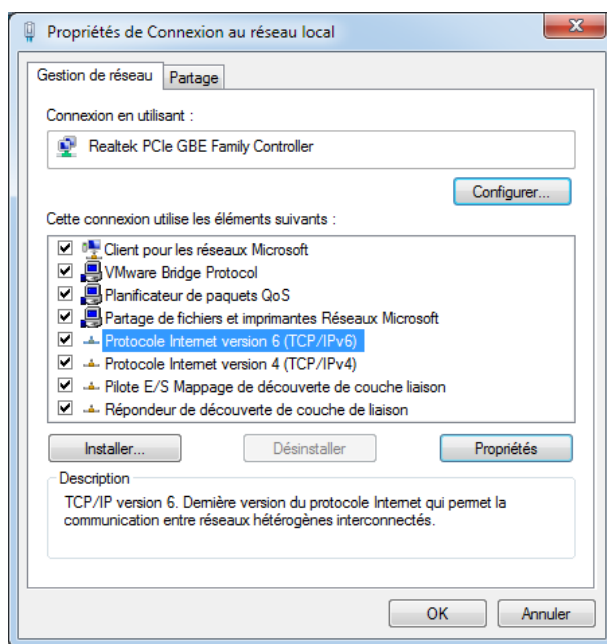 Propriétés de Connexion au réseau local
Gestion de réseau
Partage
Connexion en utilisant :
Realtek PCIe GBE Family Controller
Configurer...
Cette connexion utilise les éléments suivants :
Client pour les réseaux Microsoft
VMware Bridge Protocol
Planificateur de paquets QoS
Partage de fichiers et imprimantes Réseaux Microsoft
Protocole Internet version 6 (TCP/IPv6)
Protocole Internet version 4 (TCP/IPv4)
Pilote E/S Mappage de découverte de couche liaison
Répondeur de découverte de couche de liaison
Installer...
Désinstaller
Propriétés
Description
TCP/IP version 6. Dernière version du protocole Internet qui permet la
communication entre réseaux hétérogènes interconnectés.
OK
Annuler